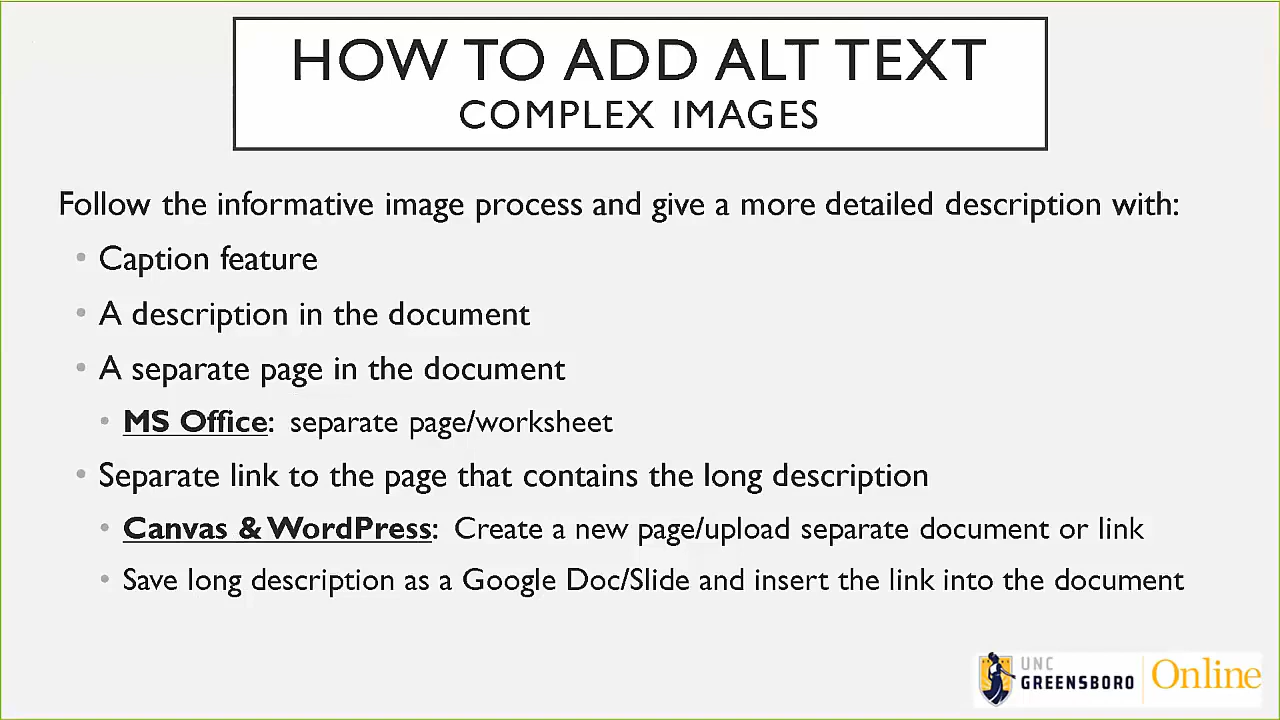 HOW TO ADD ALT TEXT
COMPLEX IMAGES
Follow the informative image process and give a more detailed description with:
• Caption feature
• A description in the document
• A separate page in the document
• MS Office: separate page/worksheet
• Separate link to the page that contains the long description
• Canvas & WordPress: Create a new page/upload separate document or link
• Save long description as a Google Doc/Slide and insert the link into the document
UNC
GREENSBORO
Online